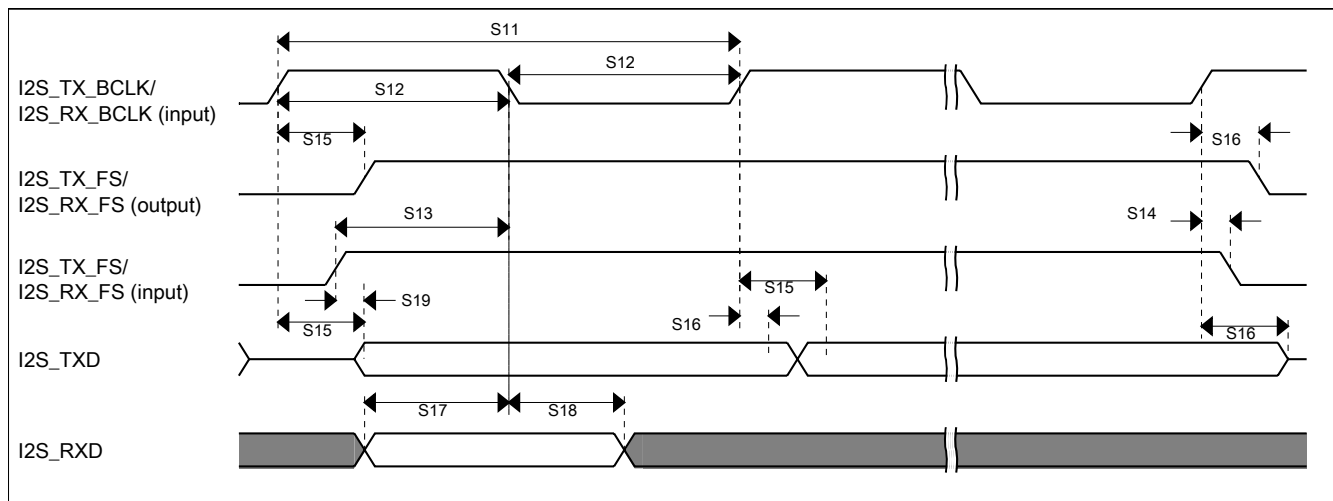 S11
S12
I2S_TX_BCLK/
I2S_RX_BCLK (input)
S12
S15
S16
I2S_TX_FS/
I2S_RX_FS (output)
S13
S14
I2S_TX_FS/
I2S_RX_FS (input)
S19
S15
S15
S16
S16
I2S_TXD
S17
S18
I2S_RXD